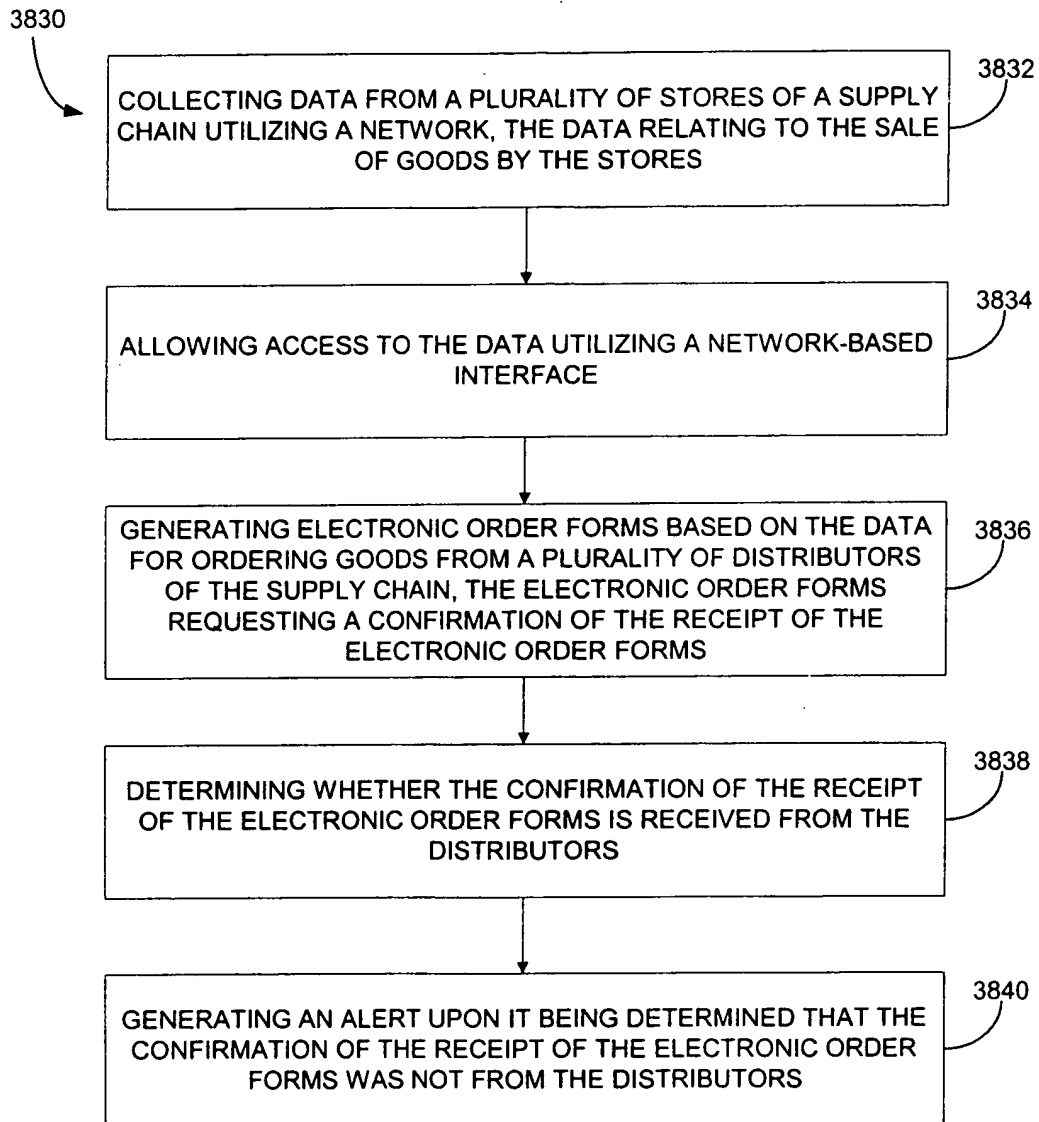 3830
3832
COLLECTING DATA FROM A PLURALITY OF STORES OF A SUPPLY
CHAIN UTILIZING A NETWORK, THE DATA RELATING TO THE SALE
OF GOODS BY THE STORES
3834
ALLOWING ACCESS TO THE DATA UTILIZING A NETWORK-BASED
INTERFACE
3836
GENERATING ELECTRONIC ORDER FORMS BASED ON THE DATA
FOR ORDERING GOODS FROM A PLURALITY OF DISTRIBUTORS
OF THE SUPPLY CHAIN, THE ELECTRONIC ORDER FORMS
REQUESTING A CONFIRMATION OF THE RECEIPT OF THE
ELECTRONIC ORDER FORMS
3838
DETERMINING WHETHER THE CONFIRMATION OF THE RECEIPT
OF THE ELECTRONIC ORDER FORMS IS RECEIVED FROM THE
DISTRIBUTORS
3840
GENERATING AN ALERT UPON IT BEING DETERMINED THAT THE
CONFIRMATION OF THE RECEIPT OF THE ELECTRONIC ORDER
FORMS WAS NOT FROM THE DISTRIBUTORS